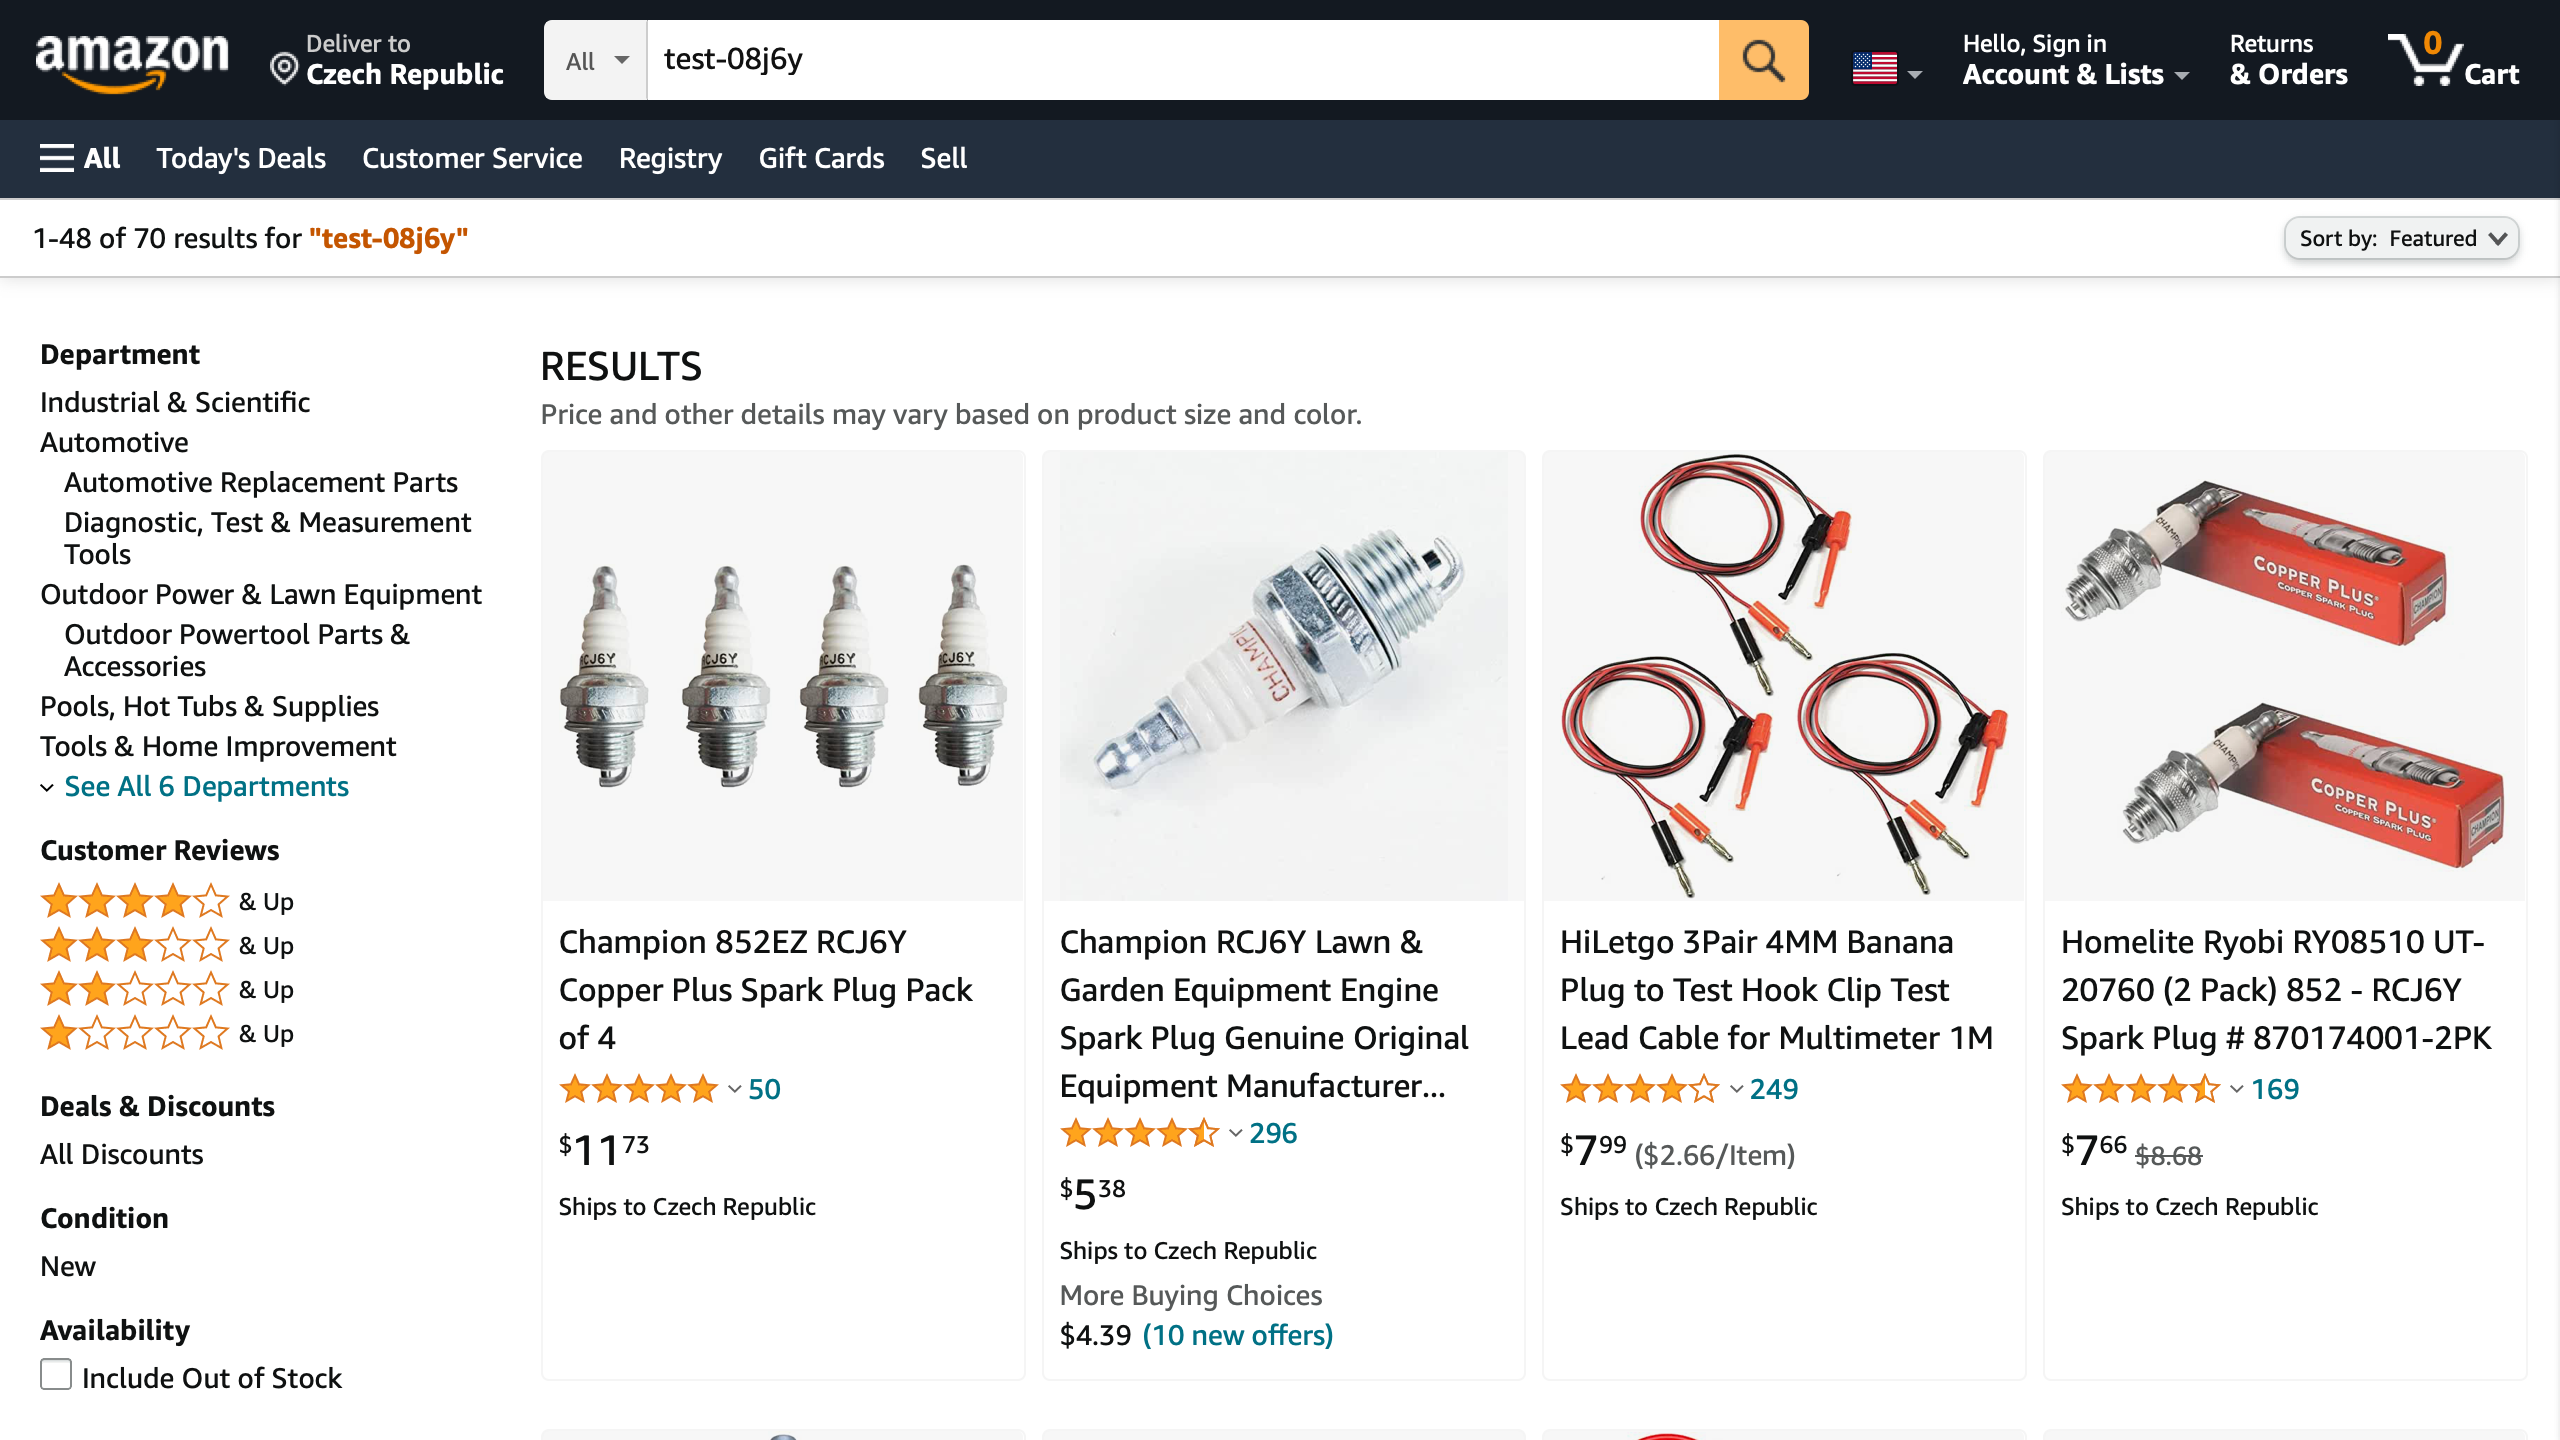 amazon
Deliver to
Czech Republic
All
test-08j6y
Hello, Sign in
Account & Lists
Returns
& Orders
0
Cart
All
Today's Deals
Customer Service
Registry
Gift Cards
Sell
1-48 of 70 results for "test-08j6y"
Sort by: Featured
Department
Industrial & Scientific
Automotive
Automotive Replacement Parts
Diagnostic, Test & Measurement
Tools
Outdoor Power & Lawn Equipment
Outdoor Powertool Parts &
Accessories
Pools, Hot Tubs & Supplies
Tools & Home Improvement
See All 6 Departments
Customer Reviews
& Up
& Up
& Up
& Up
Deals & Discounts
All Discounts
Condition
New
Availability
Include Out of Stock
RESULTS
Price and other details may vary based on product size and color.
RCJ6Y
RCJ6Y
RCJ6Y
RCJ6Y
Champion 852EZ RCJ6Y
Copper Plus Spark Plug Pack
of 4
50
$11 73
Ships to Czech Republic
Champion RCJ6Y Lawn &
Garden Equipment Engine
Spark Plug Genuine Original
Equipment Manufacturer...
296
$5 38
Ships to Czech Republic
More Buying Choices
$4.39 (10 new offers)
HiLetgo 3Pair 4MM Banana
Plug to Test Hook Clip Test
Lead Cable for Multimeter 1M
249
$7 99 ($2.66/Item)
Ships to Czech Republic
COPPER PLUS
COPPER SPARK PLUG
CHAMPION
COPPER PLUS
COPPER SPARK PLUG
CHAMPION
Homelite Ryobi RY08510 UT-
20760 (2 Pack) 852 - RCJ6Y
Spark Plug # 870174001-2PK
169
$7 66 $8.68
Ships to Czech Republic